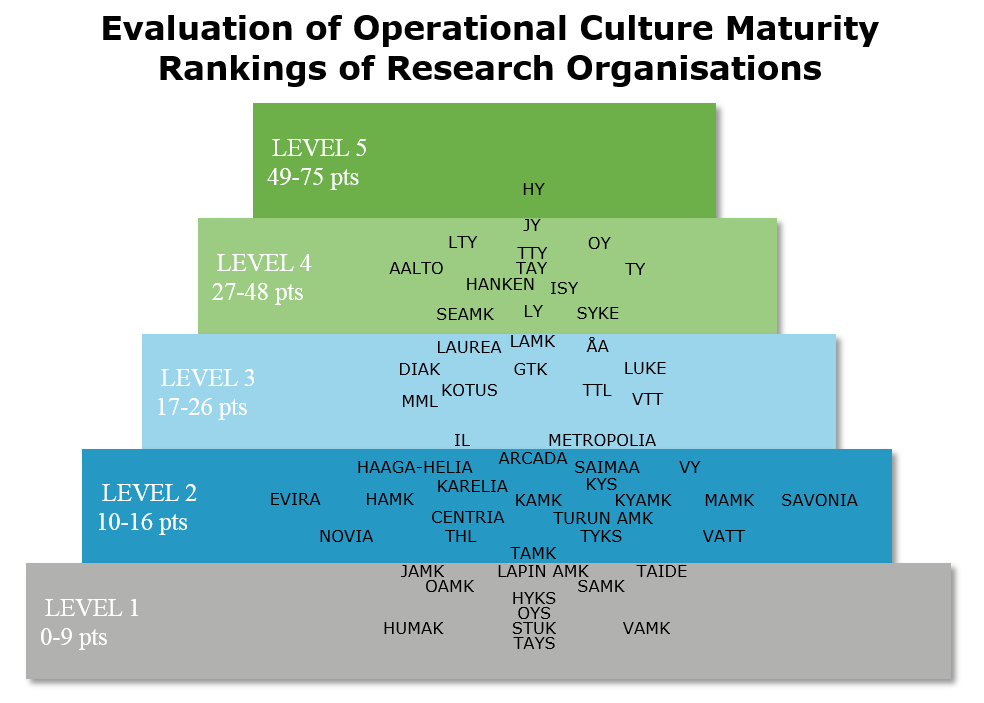 Evaluation of Operational Culture Maturity
Rankings of Research Organisations
LEVEL 5
49-75 pts
HY
LEVEL 4
27-48 pts
JY
LTY
OY
TTY
AALTO
TAY
TY
HANKEN
ISY
SEAMK
LY
SYKE
LEVEL 3
17-26 pts
LAUREA
LAMK
ÅA
DIAK
GTK
LUKE
KOTUS
TTL
MML
VTT
IL
METROPOLIA
LEVEL 2
10-16 pts
ARCADA
HAAGA-HELIA
SAIMAA
VY
KARELIA
KYS
EVIRA
HAMK
KAMK
KYAMK
MAMK
SAVONIA
CENTRIA
TURUN AMK
NOVIA
THL
TYKS
VATT
TAMK
LEVEL 1
0-9 pts
JAMK
LAPIN AMK
TAIDE
OAMK
SAMK
HYKS
OYS
HUMAK
STUK
VAMK
TAYS